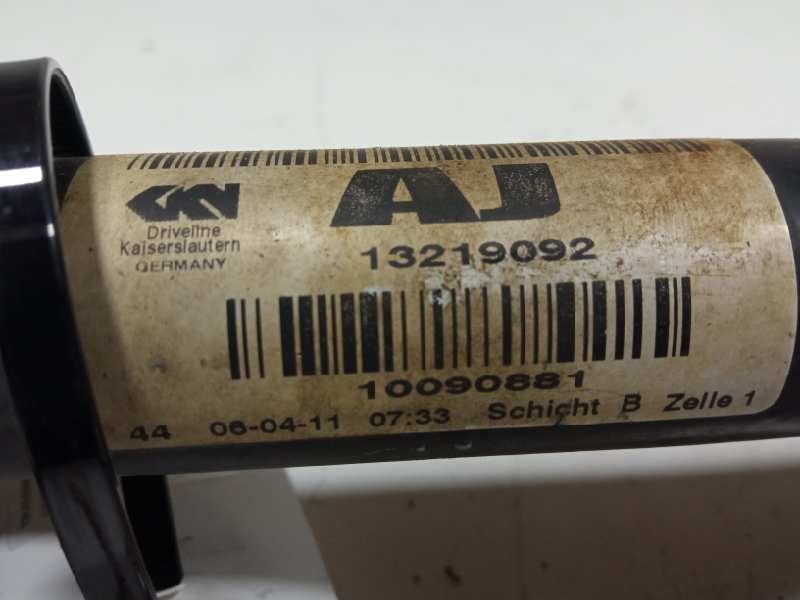 GKN
AJ
Driveline
Kaiserslautern
GERMANY
13219092
10090881
44 06-04-11 07:33 Schicht B Zelle 1